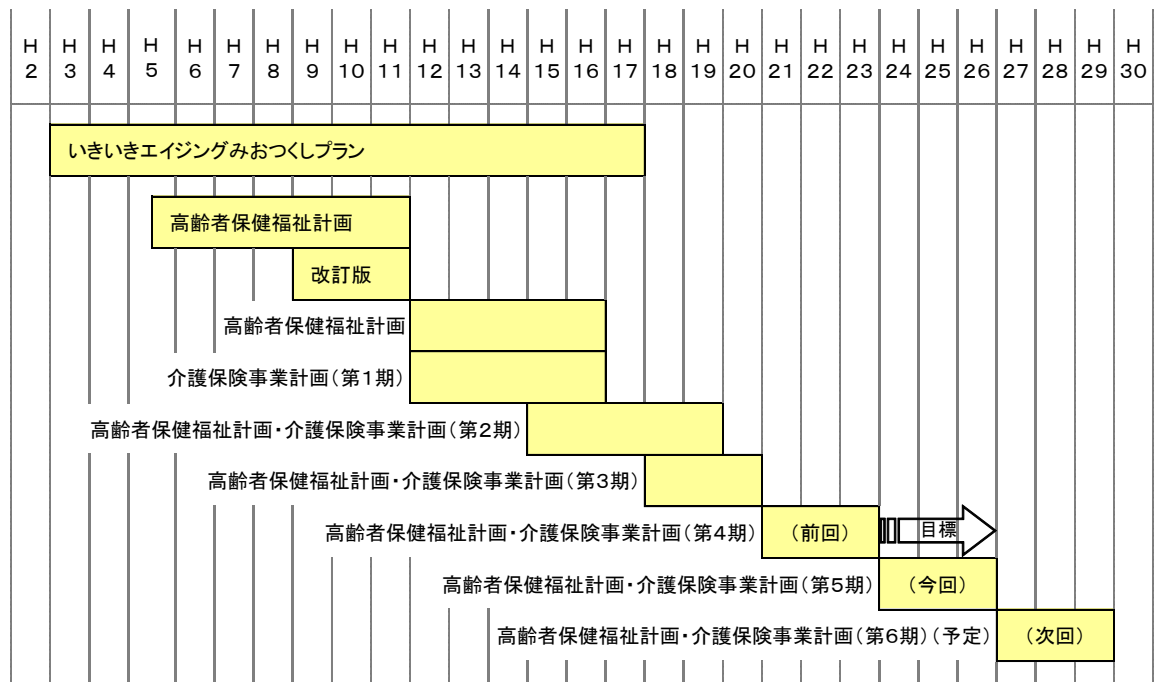 H H H H H H H H H H H H H H H H H H H H H H H H H H H H H
2 3 4 5 6 7 8 9 10 11 12 13 14 15 16 17 18 19 20 21 22 23 24 25 26 27 28 29 30
いきいきエイジングみおつくしプラン
高齢者保健福祉計画
改訂版
高齢者保健福祉計画
介護保険事業計画(第1期)
高齢者保健福祉計画・介護保険事業計画(第2期)
高齢者保健福祉計画・介護保険事業計画(第3期)
高齢者保健福祉計画・介護保険事業計画(第4期) (前回) 目標
高齢者保健福祉計画・介護保険事業計画(第5期) (今回)
高齢者保健福祉計画・介護保険事業計画(第6期)(予定) (次回)